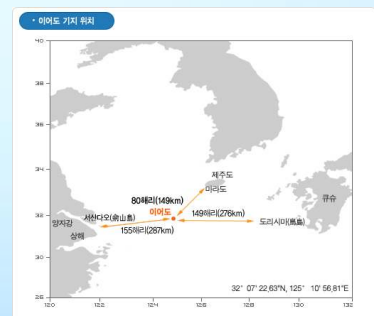 • 이어도 기지 위치
40
38
36
34
32
30
28
제주도
마라도
80해리(149km)
이어도
149해리(276km)
서산다오(余山島)
155해리(287km)
도리시마(鳥島)
큐슈
양자강
상해
32° 07' 22.63"N, 125° 10' 56.81"E
120
122
124
126
128
130
132